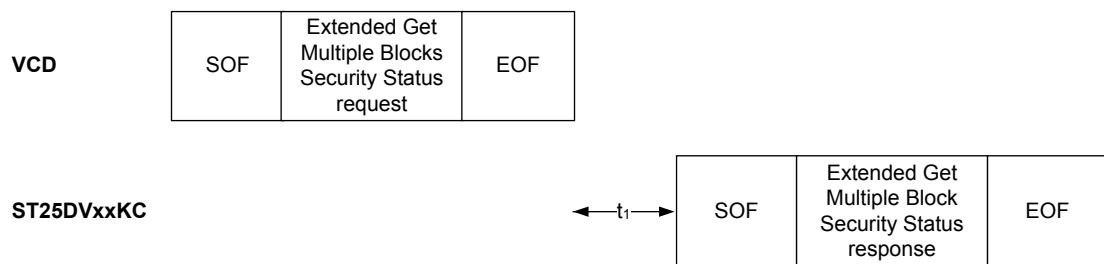 VCD
SOF
Extended Get
Multiple Blocks
Security Status
request
EOF
ST25DVxxKC
t₁
SOF
Extended Get
Multiple Block
Security Status
response
EOF